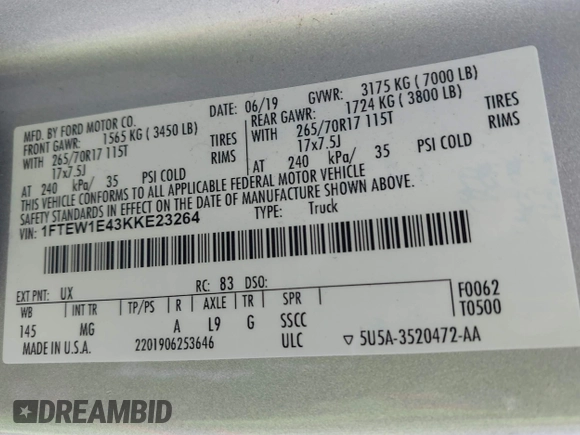 MFD. BY FORD MOTOR CO. DATE: 06/19 GVWR: 3175 KG ( 7000 LB)
FRONT GAWR: 1565 KG ( 3450 LB) REAR GAWR: 1724 KG ( 3800 LB)
WITH 265/70R17 115T TIRES WITH 265/70R17 115T TIRES
17x7.5J RIMS 17x7.5J RIMS
AT 240 kPa/ 35 PSI COLD AT 240 kPa/ 35 PSI COLD
THIS VEHICLE CONFORMS TO ALL APPLICABLE FEDERAL MOTOR VEHICLE
SAFETY STANDARDS IN EFFECT ON THE DATE OF MANUFACTURE SHOWN ABOVE.
VIN: 1FTEW1E43KKE23264 TYPE: Truck
EXT PNT: UX RC: 83 DSO: F0062
WB INT TR TP/PS R AXLE TR SPR T0500
145 MG A L9 G SSCC
MADE IN U.S.A. 2201906253646 ULC ▽ 5U5A-3520472-AA
DREAMBID